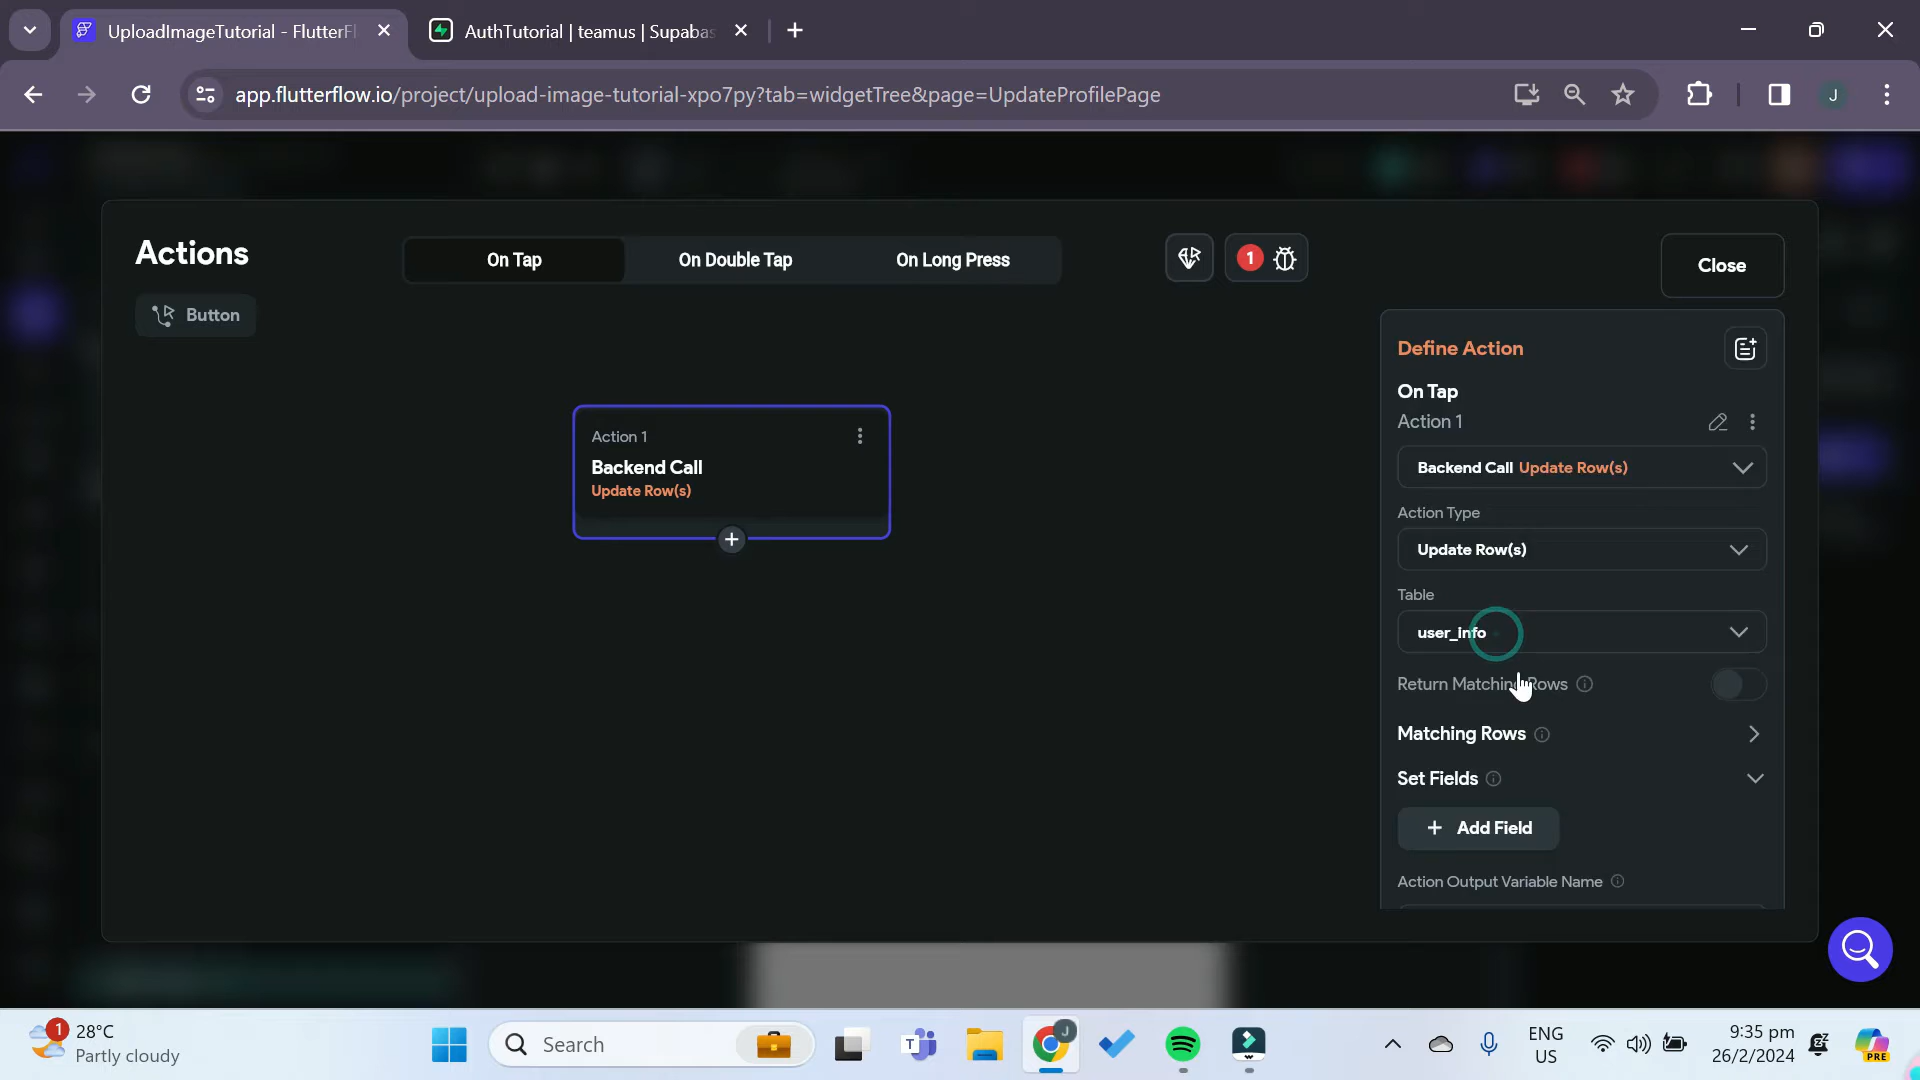 UploadImageTutorial - FlutterFl
AuthTutorial | teamus | Supabas
app.flutterflow.io/project/upload-image-tutorial-xpo7py?tab=widgetTree&page=UpdateProfilePage
J
Actions
On Tap
On Double Tap
On Long Press
1
Close
Button
Define Action
On Tap
Action 1
Backend Call Update Row(s)
Action Type
Update Row(s)
Table
user_info
Return Matching Rows
Matching Rows
Set Fields
+ Add Field
Action Output Variable Name
Action 1
Backend Call
Update Row(s)
1
28°C
Partly cloudy
Search
T
J
ENG
US
9:35 pm
26/2/2024
PRE